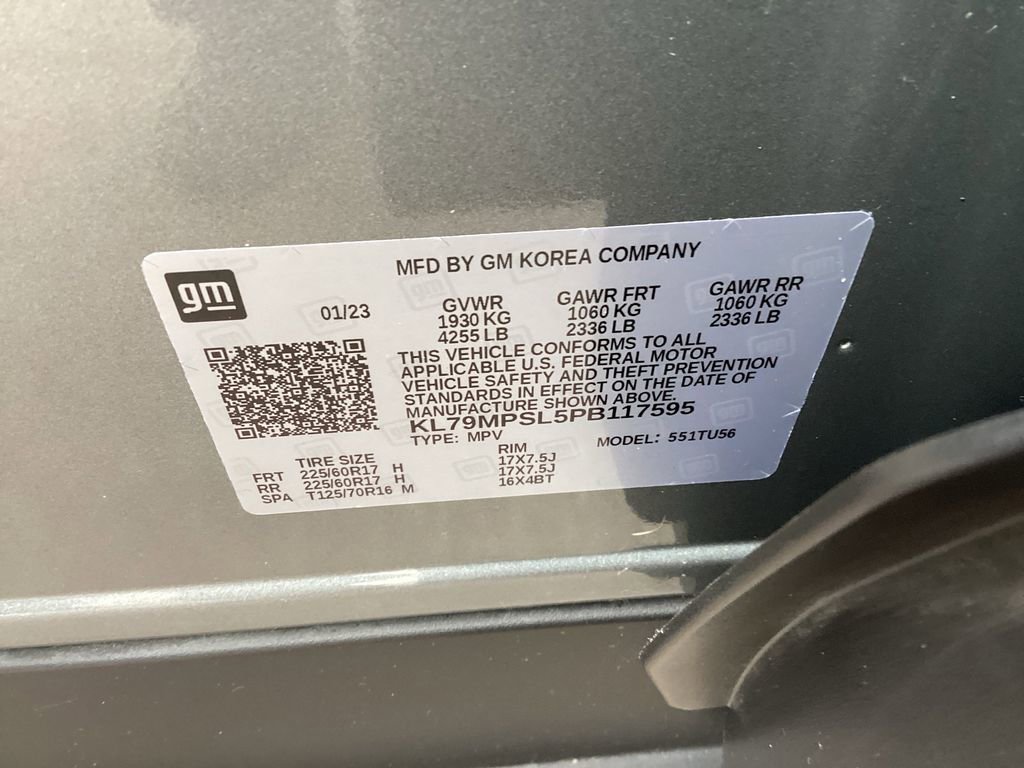 MFD BY GM KOREA COMPANY
gm
01/23
GVWR
1930 KG
4255 LB
GAWR FRT
1060 KG
2336 LB
GAWR RR
1060 KG
2336 LB
THIS VEHICLE CONFORMS TO ALL
APPLICABLE U.S. FEDERAL MOTOR
VEHICLE SAFETY AND THEFT PREVENTION
STANDARDS IN EFFECT ON THE DATE OF
MANUFACTURE SHOWN ABOVE.
KL79MPSL5PB117595
TYPE: MPV
MODEL: 551TU56
TIRE SIZE RIM
FRT 225/60R17 H 17X7.5J
RR 225/60R17 H 17X7.5J
SPA T125/70R16 M 16X4BT